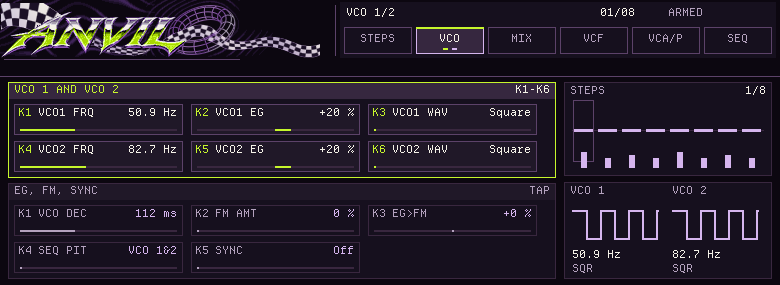 ANVIL
VCO 1/2 01/08 ARMED
STEPS VCO MIX VCF VCA/P SEQ
VCO 1 AND VCO 2 K1-K6
K1 VCO1 FRQ 50.9 Hz K2 VCO1 EG +20 % K3 VCO1 WAV Square
K4 VCO2 FRQ 82.7 Hz K5 VCO2 EG +20 % K6 VCO2 WAV Square
STEPS 1/8
EG, FM, SYNC TAP
K1 VCO DEC 112 ms K2 FM AMT 0 % K3 EG>FM +0 %
K4 SEQ PIT VCO 1&2 K5 SYNC Off
VCO 1 VCO 2
50.9 Hz 82.7 Hz
SQR SQR